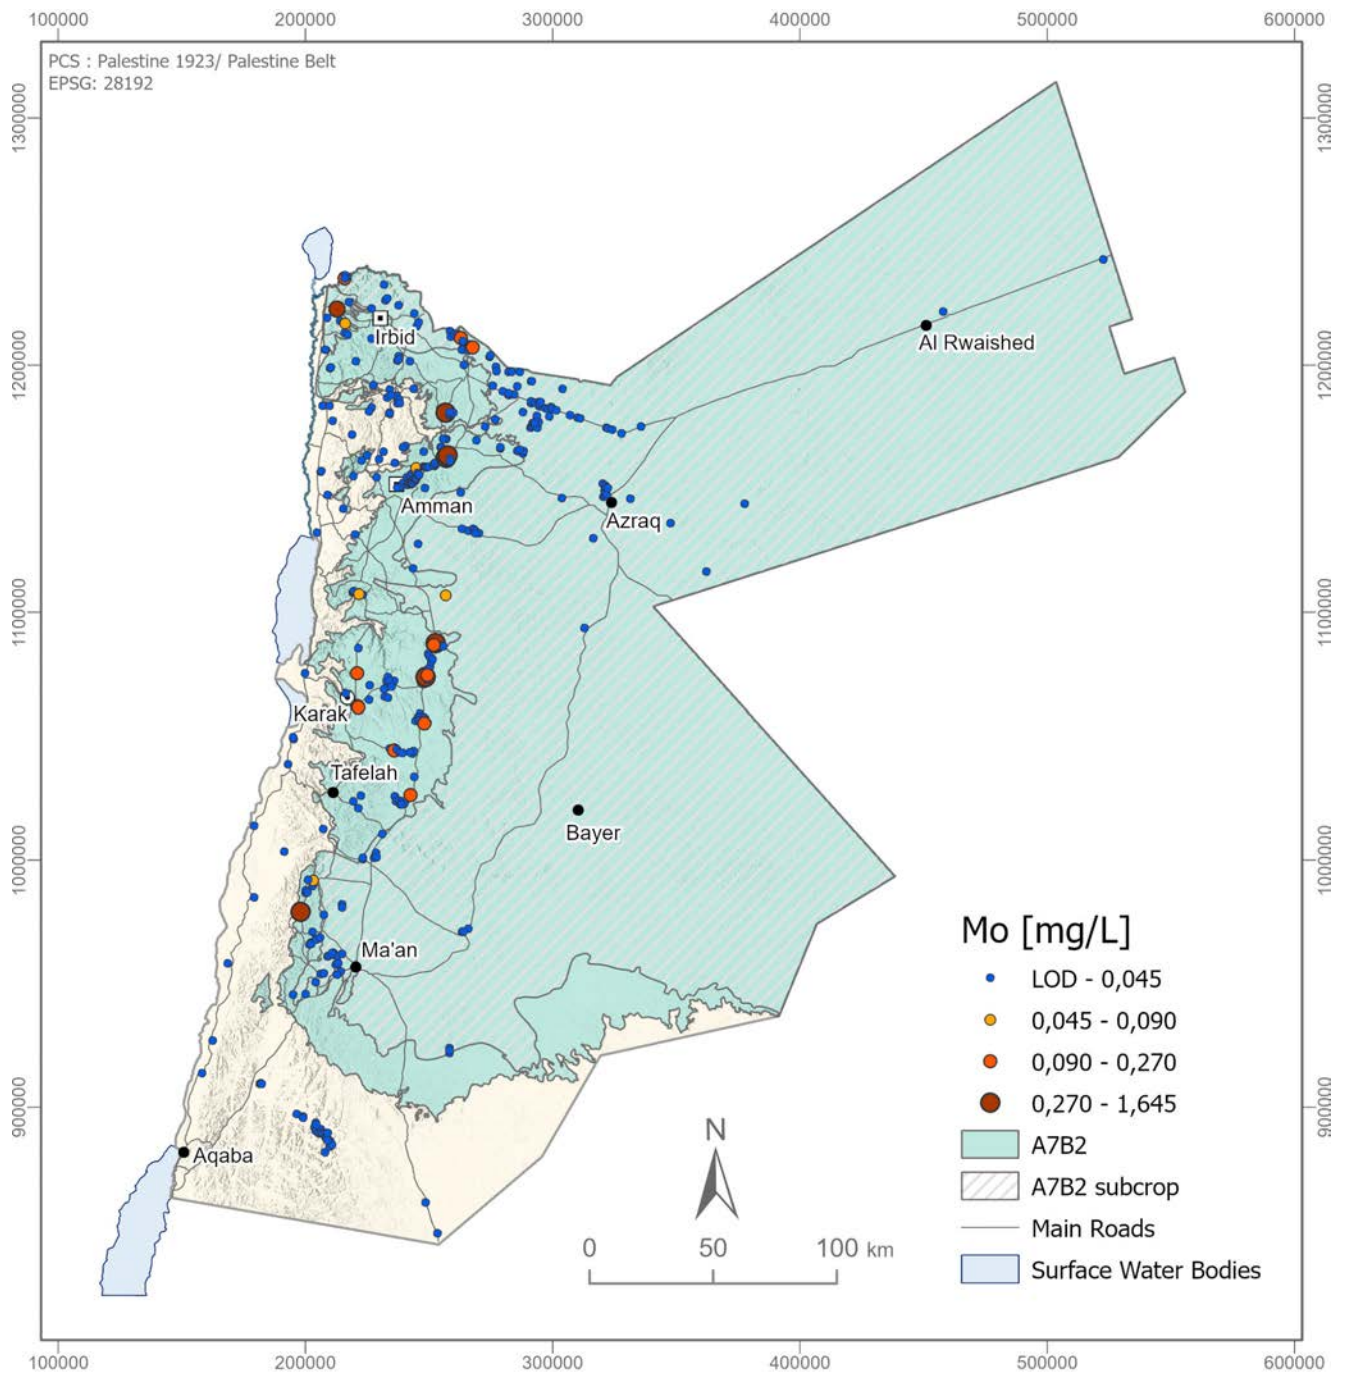 100000 200000 300000 400000 500000 600000
PCS : Palestine 1923/ Palestine Belt
EPSG: 28192
1300000 1300000
Irbid
Al Rwaished
1200000 1200000
Amman
Azraq
1100000 1100000
Karak
Tafelah
Bayer
1000000 1000000
Ma'an
Mo [mg/L]
LOD - 0,045
0,045 - 0,090
0,090 - 0,270
0,270 - 1,645
A7B2
A7B2 subcrop
Main Roads
Surface Water Bodies
900000 900000
N
Aqaba
0 50 100 km
100000 200000 300000 400000 500000 600000